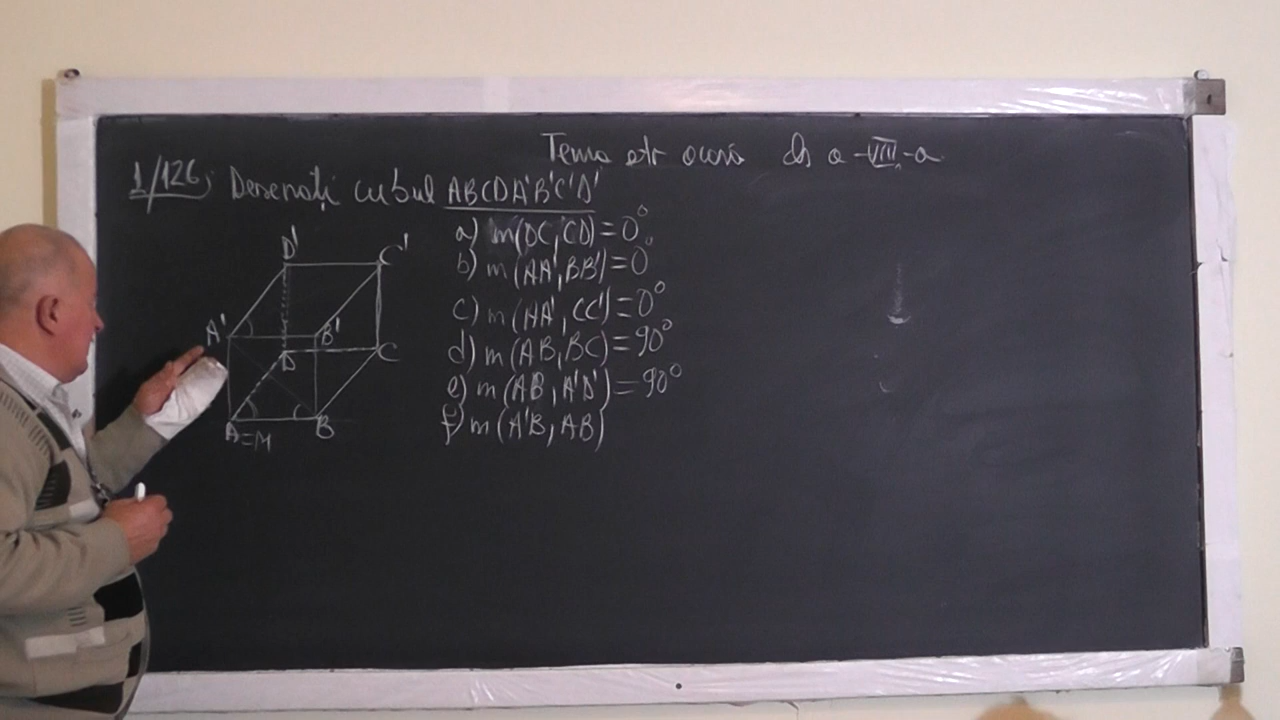 Tema etr acasă cls a -VIII-a
1/126; Desenați cubul ABCDA'B'C'D'
a) m(DC, CD) = 0°
b) m(AA', BB') = 0°
c) m(AA', CC') = 0°
d) m(AB, BC) = 90°
e) m(AB, A'D') = 90°
f) m(A'B, AB)
D' C'
A' B'
D C
A=M B